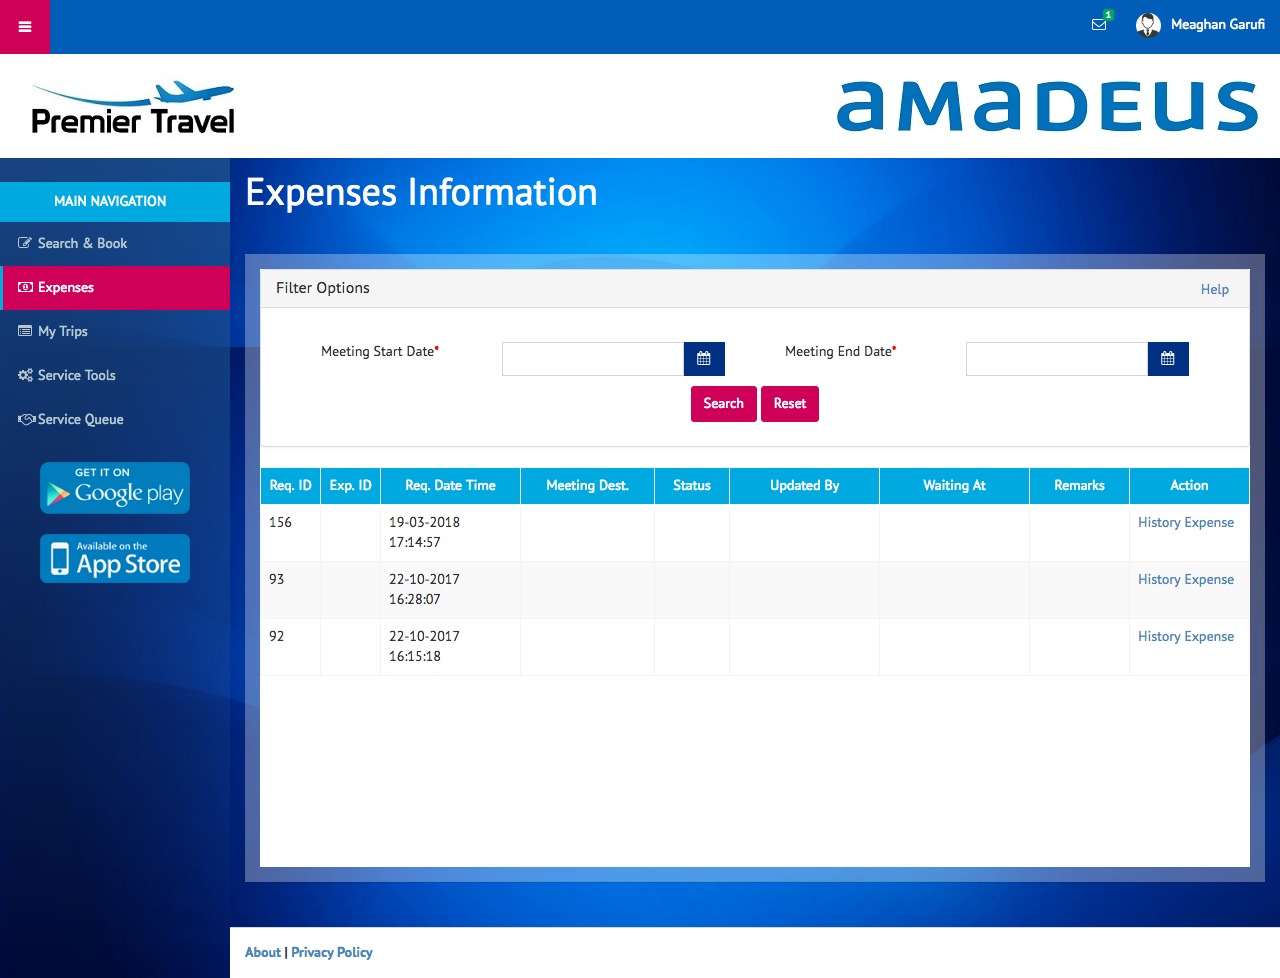 1
Meaghan Garufi
Premier Travel
amadeus
MAIN NAVIGATION
Search & Book
Expenses
My Trips
Service Tools
Service Queue
GET IT ON
Google play
Available on the
App Store
Expenses Information
Filter Options
Help
Meeting Start Date*
Meeting End Date*
Search Reset
Req. ID Exp. ID Req. Date Time Meeting Dest. Status Updated By Waiting At Remarks Action
156 19-03-2018 History Expense
17:14:57
93 22-10-2017 History Expense
16:28:07
92 22-10-2017 History Expense
16:15:18
About | Privacy Policy